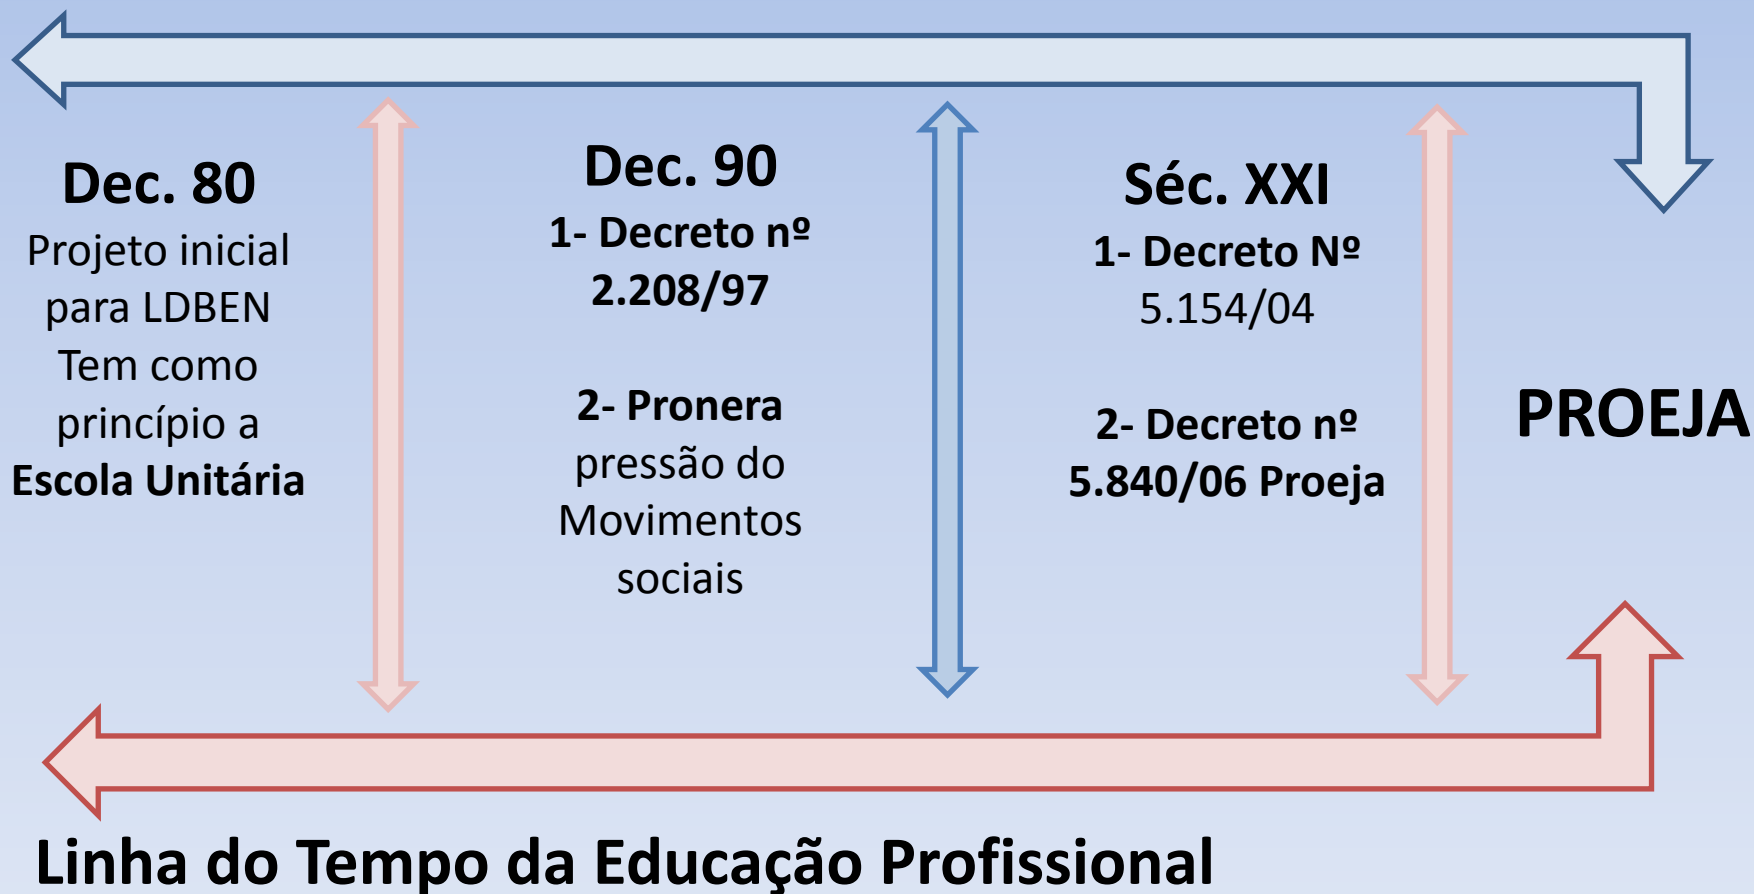 Dec. 80
Projeto inicial
para LDBEN
Tem como
princípio a
Escola Unitária
Dec. 90
1- Decreto nº
2.208/97
2- Pronera
pressão do
Movimentos
sociais
Séc. XXI
1- Decreto Nº
5.154/04
2- Decreto nº
5.840/06 Proeja
PROEJA
Linha do Tempo da Educação Profissional